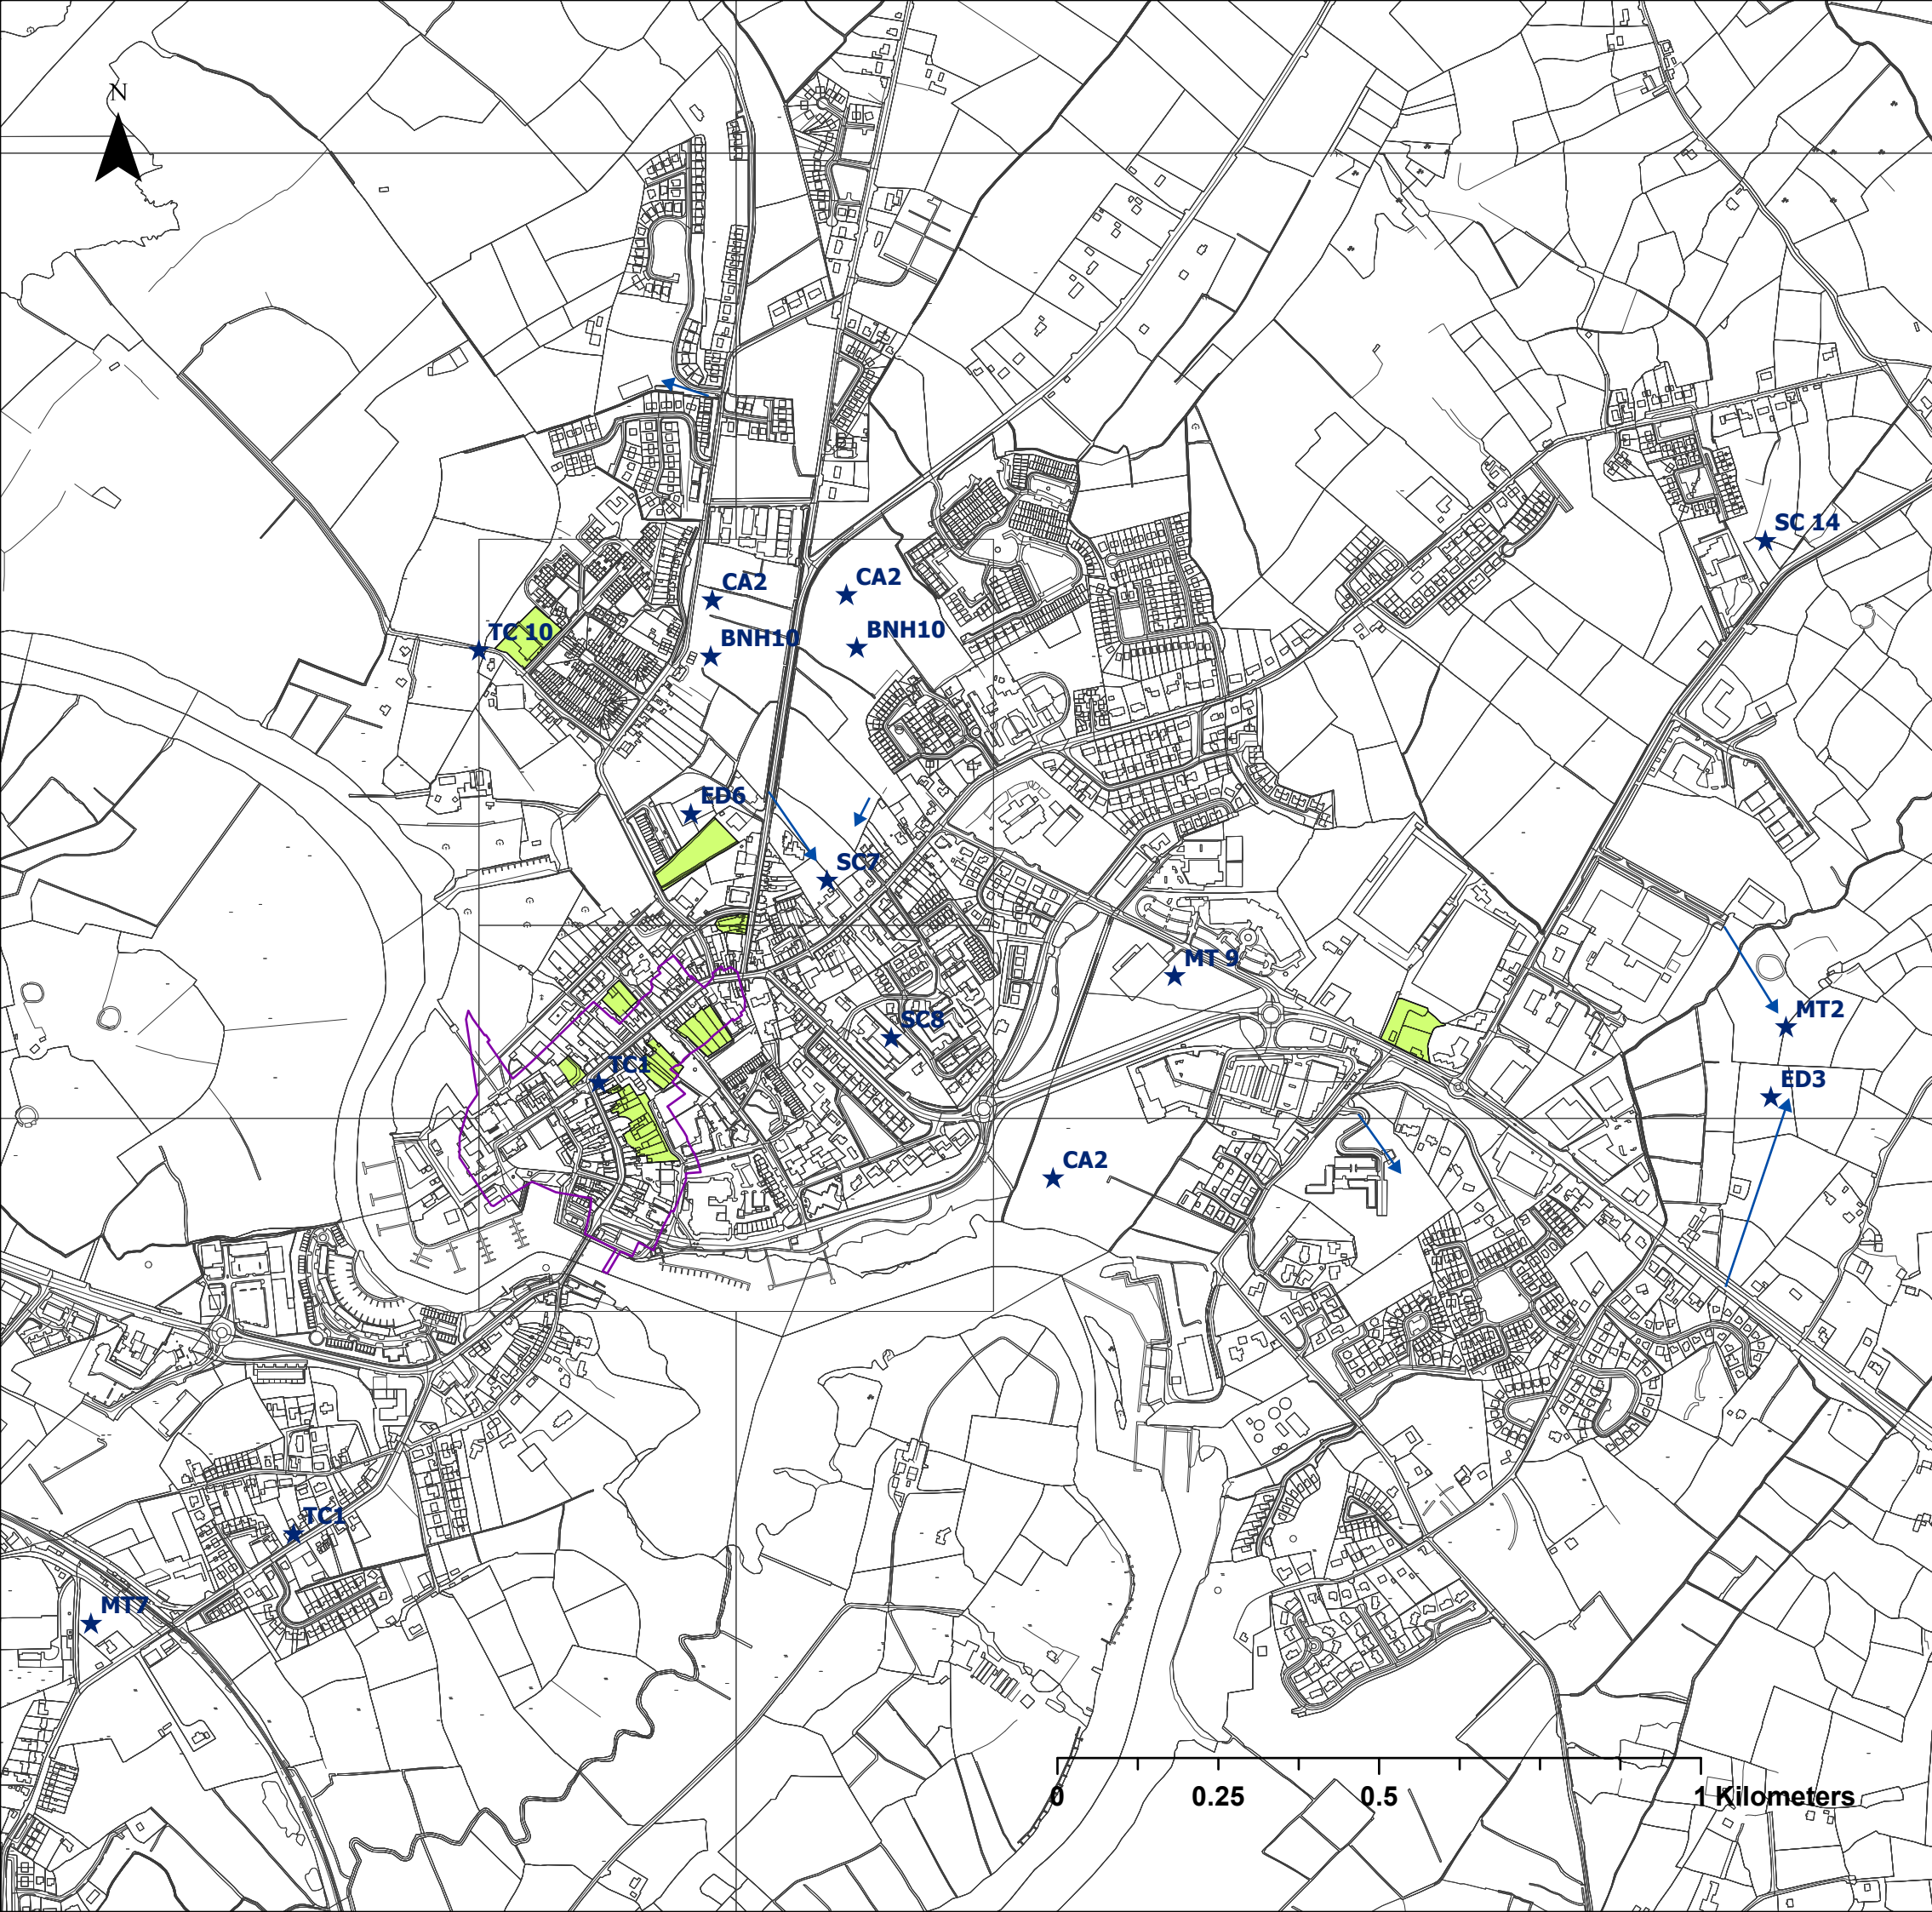 N
SC 14
CA2
CA2
TC 10
BNH10
BNH10
ED6
SC7
MT 9
MT2
SC8
TC1
ED3
CA2
TC1
MT7
0 0.25 0.5 1 Kilometers